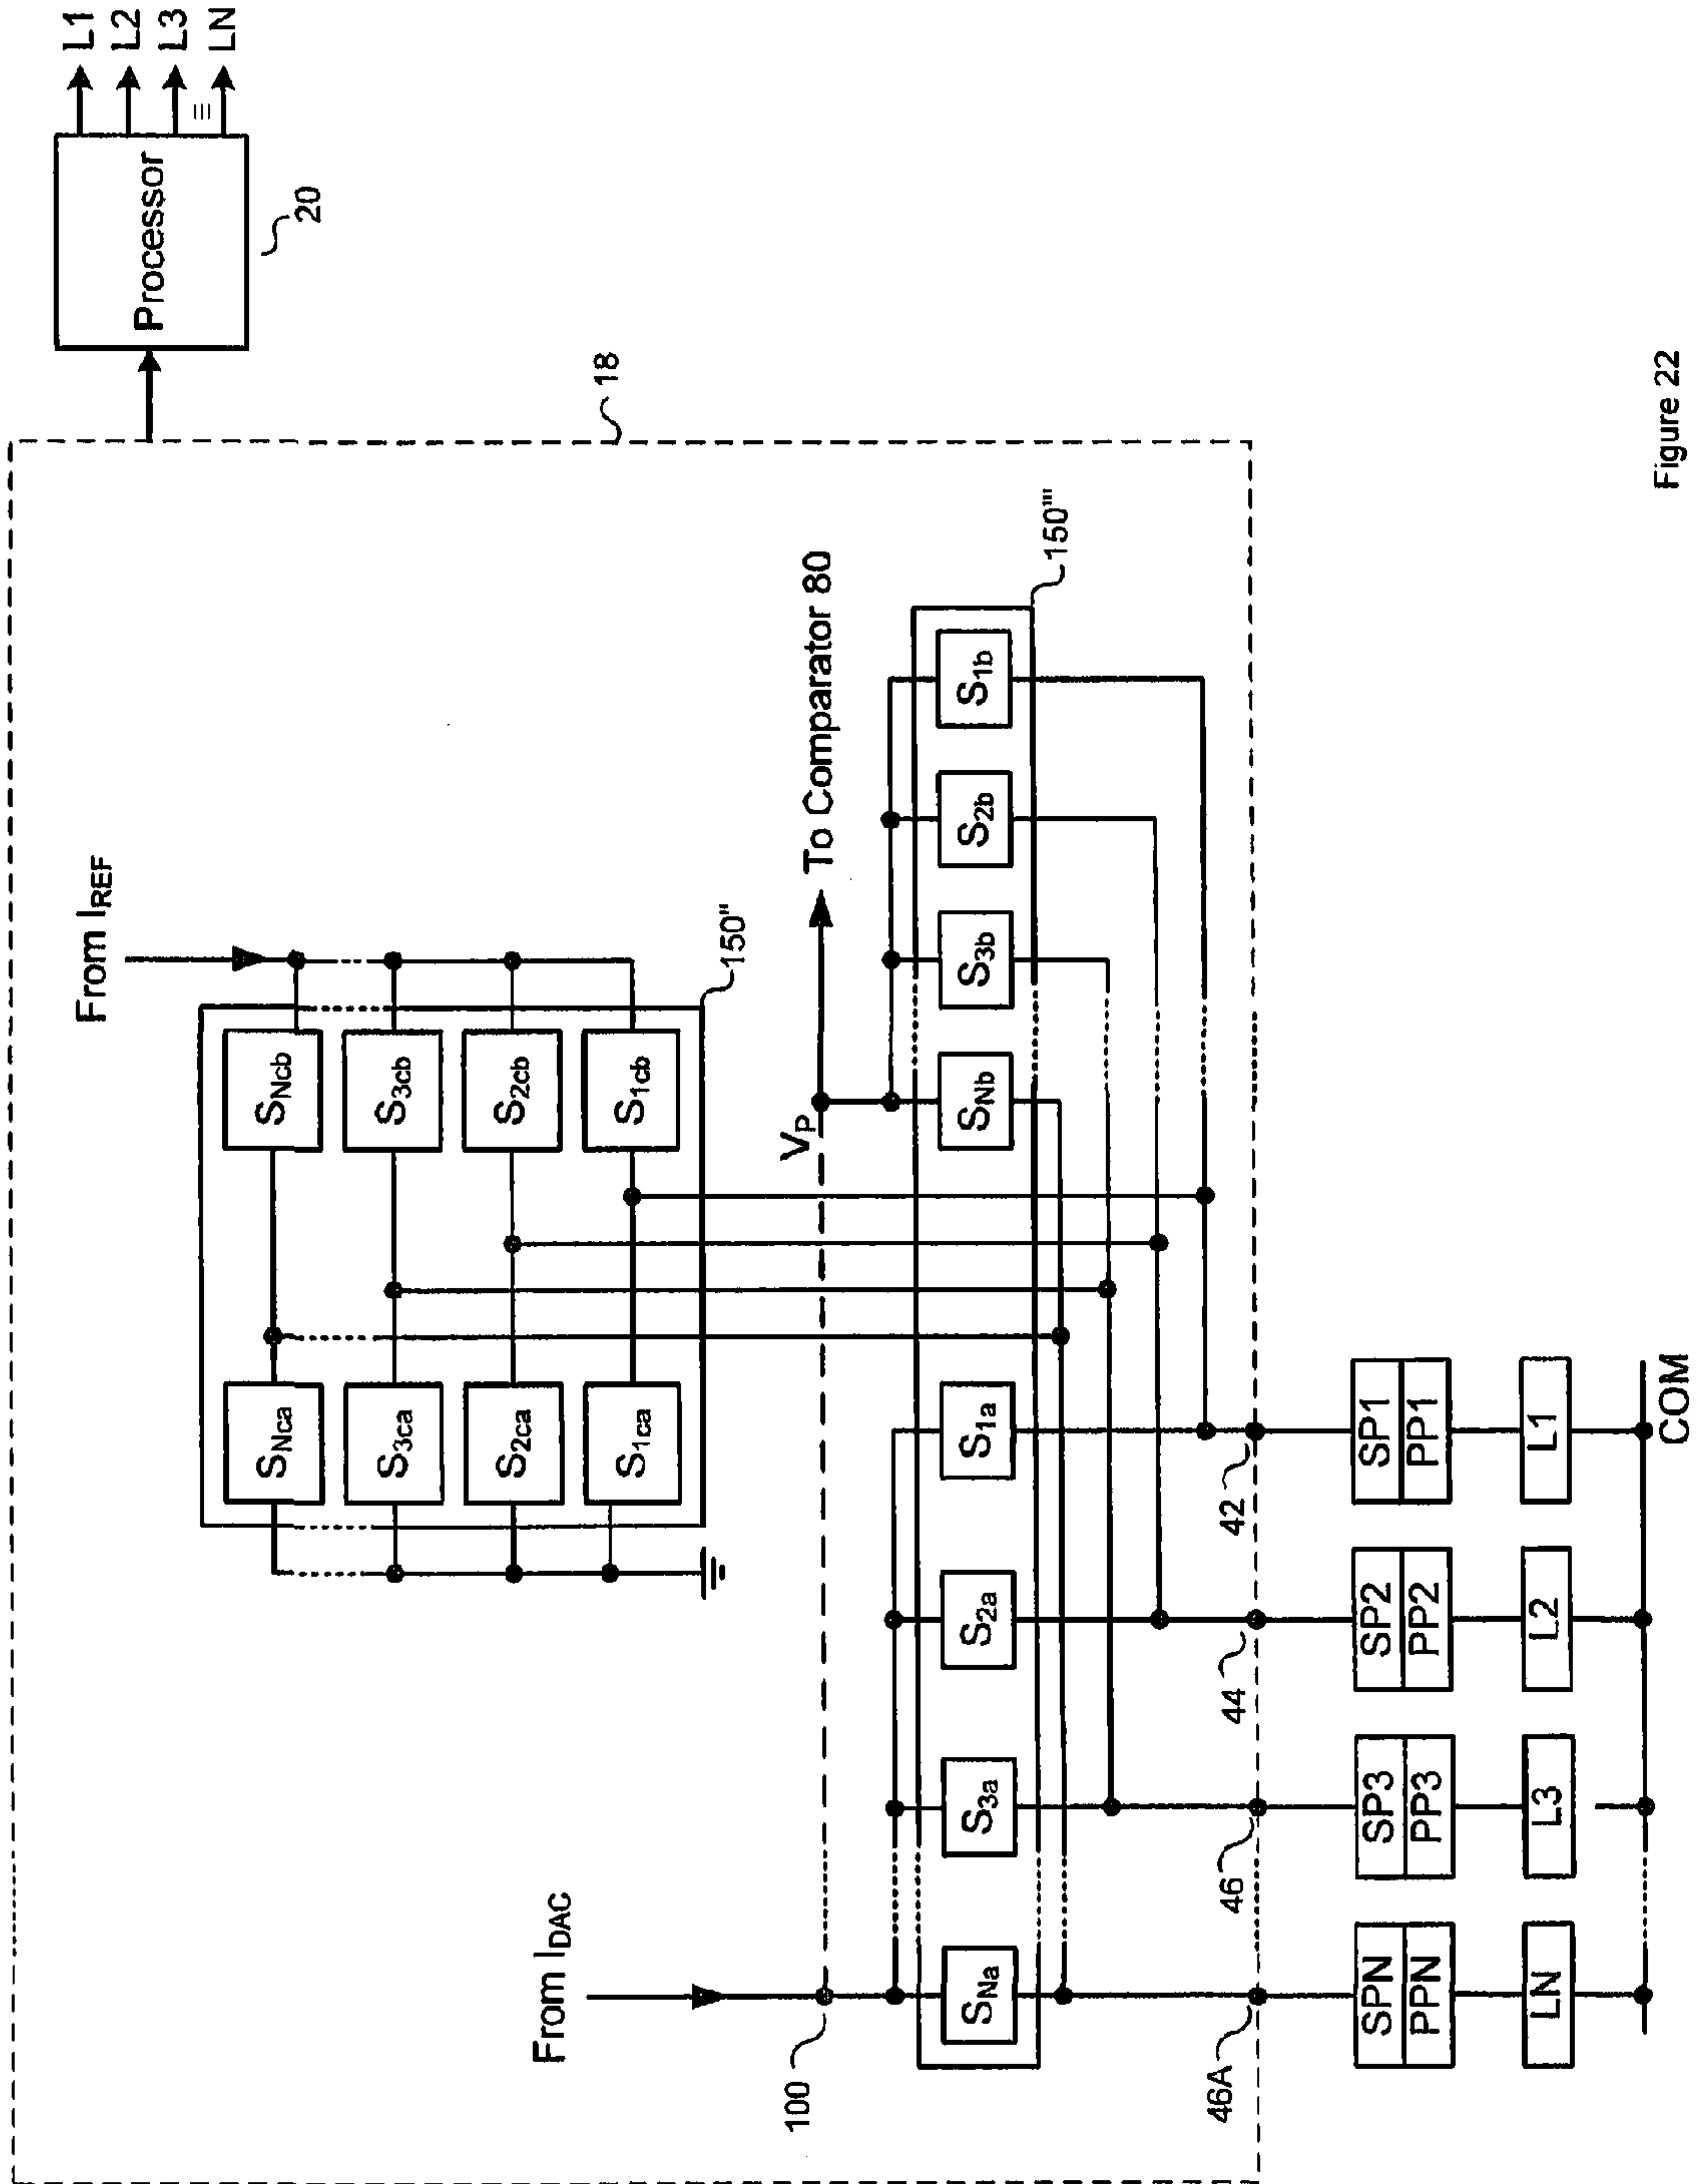 Processor
20
L1
L2
L3
≡
LN
18
From IREF
SNca
SNcb
S3ca
S3cb
S2ca
S2cb
S1ca
S1cb
150"
From IDAC
100
VP
To Comparator 80
SNa
S3a
S2a
S1a
SNb
S3b
S2b
S1b
150""
46A
46
44
42
SPN
PPN
SP3
PP3
SP2
PP2
SP1
PP1
LN
L3
L2
L1
COM
Figure 22